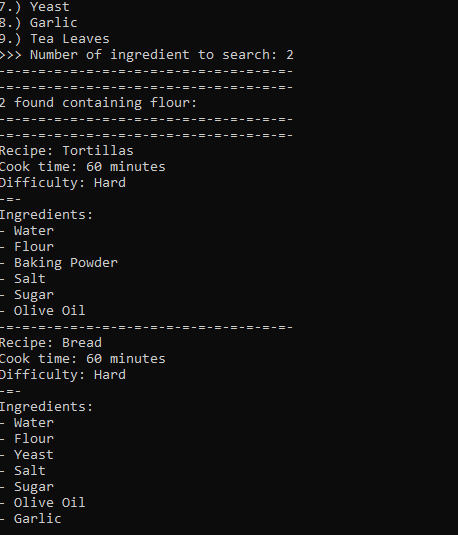 7.) Yeast
8.) Garlic
9.) Tea Leaves
>>> Number of ingredient to search: 2
-=-=-=-=-=-=-=-=-=-=-=-=-=-=-=-=-=-=-
-=-=-=-=-=-=-=-=-=-=-=-=-=-=-=-=-=-=-
2 found containing flour:
-=-=-=-=-=-=-=-=-=-=-=-=-=-=-=-=-=-=-
-=-=-=-=-=-=-=-=-=-=-=-=-=-=-=-=-=-=-
Recipe: Tortillas
Cook time: 60 minutes
Difficulty: Hard
-=-
Ingredients:
- Water
- Flour
- Baking Powder
- Salt
- Sugar
- Olive Oil
-=-=-=-=-=-=-=-=-=-=-=-=-=-=-=-=-=-=-
Recipe: Bread
Cook time: 60 minutes
Difficulty: Hard
-=-
Ingredients:
- Water
- Flour
- Yeast
- Salt
- Sugar
- Olive Oil
- Garlic